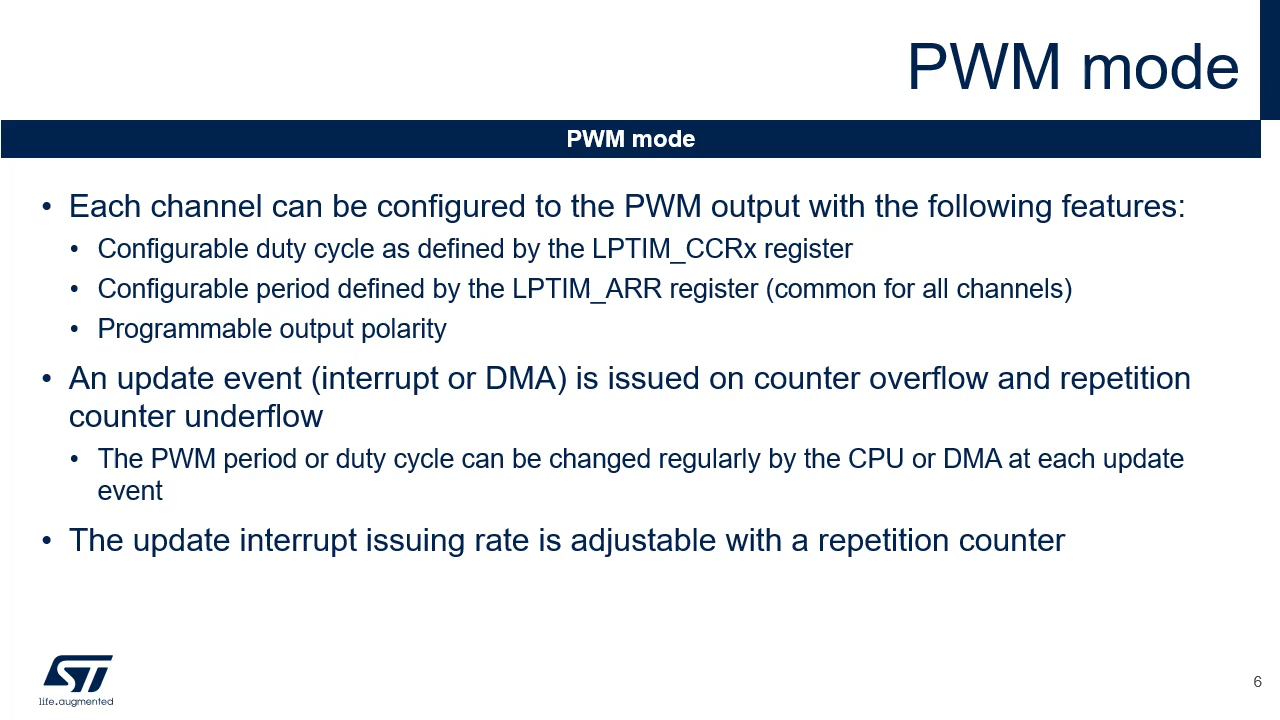 PWM mode
PWM mode
• Each channel can be configured to the PWM output with the following features:
• Configurable duty cycle as defined by the LPTIM_CCRx register
• Configurable period defined by the LPTIM_ARR register (common for all channels)
• Programmable output polarity
• An update event (interrupt or DMA) is issued on counter overflow and repetition
counter underflow
• The PWM period or duty cycle can be changed regularly by the CPU or DMA at each update
event
• The update interrupt issuing rate is adjustable with a repetition counter
ST
life.augmented
6